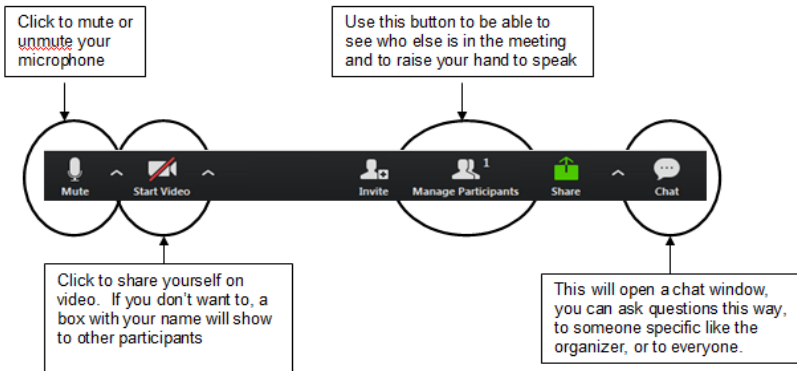 Click to mute or
unmute your
microphone
Use this button to be able to
see who else is in the meeting
and to raise your hand to speak
1
Mute
Start Video
Invite
Manage Participants
Share
Chat
Click to share yourself on
video.  If you don't want to, a
box with your name will show
to other participants
This will open a chat window,
you can ask questions this way,
to someone specific like the
organizer, or to everyone.